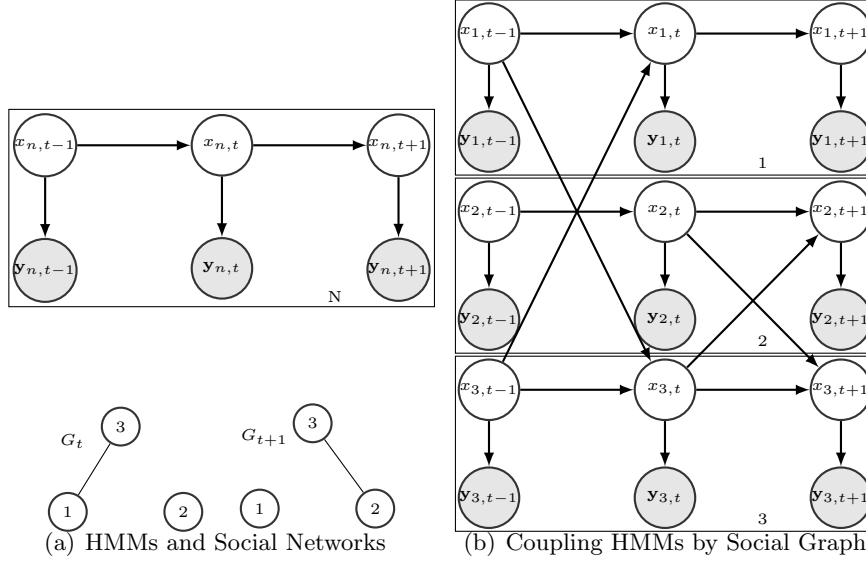 x_{n,t−1} x_{n,t} x_{n,t+1}
y_{n,t−1} y_{n,t} y_{n,t+1}
N
G_t 3 G_{t+1} 3
1 2 1 2
(a) HMMs and Social Networks
x_{1,t−1} x_{1,t} x_{1,t+1}
y_{1,t−1} y_{1,t} y_{1,t+1}
1
x_{2,t−1} x_{2,t} x_{2,t+1}
y_{2,t−1} y_{2,t} y_{2,t+1}
2
x_{3,t−1} x_{3,t} x_{3,t+1}
y_{3,t−1} y_{3,t} y_{3,t+1}
3
(b) Coupling HMMs by Social Graph